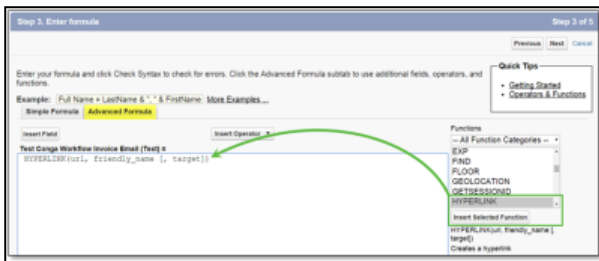 Step 3. Enter formula
Step 3 of 5
Previous Next Cancel
Enter your formula and click Check Syntax to check for errors. Click the Advanced Formula subtab to use additional fields, operators, and functions.
Quick Tips
• Getting Started
• Operators & Functions
Example: Full Name = LastName & ", " & FirstName More Examples ...
Simple Formula Advanced Formula
Insert Field
Insert Operator
Functions
-- All Function Categories --
Test Conga Workflow Invoice Email (Text) =
HYPERLINK(url, friendly_name [, target])
EXP
FIND
FLOOR
GEOLOCATION
GETSESSIONID
HYPERLINK
Insert Selected Function
HYPERLINK(url, friendly_name [,
target])
Creates a hyperlink